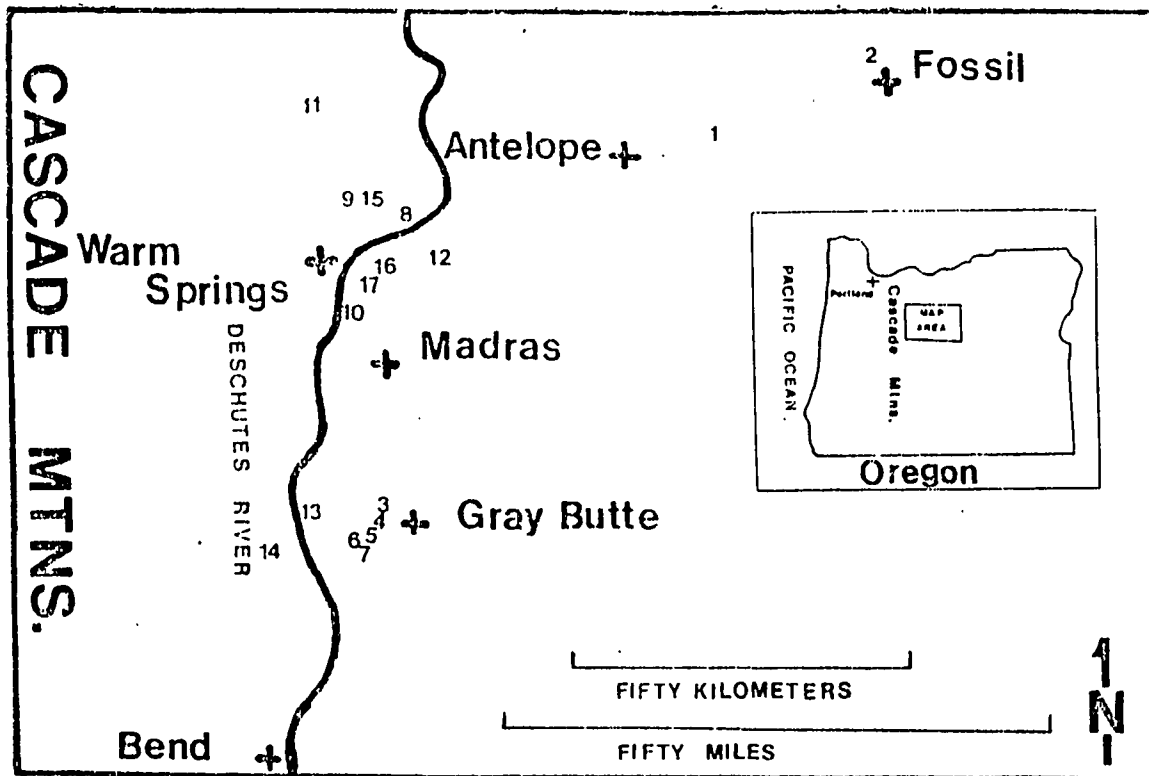 CASCADE MTNS.
2
Fossil
11
1
Antelope
9 15
8
Warm
Springs
12
16
17
10
DESCHUTES RIVER
Madras
3
4
5
6
7
Gray Butte
13
14
Bend
PACIFIC OCEAN.
Portland
Cascade Mtns.
MAP
AREA
Oregon
FIFTY KILOMETERS
FIFTY MILES
N